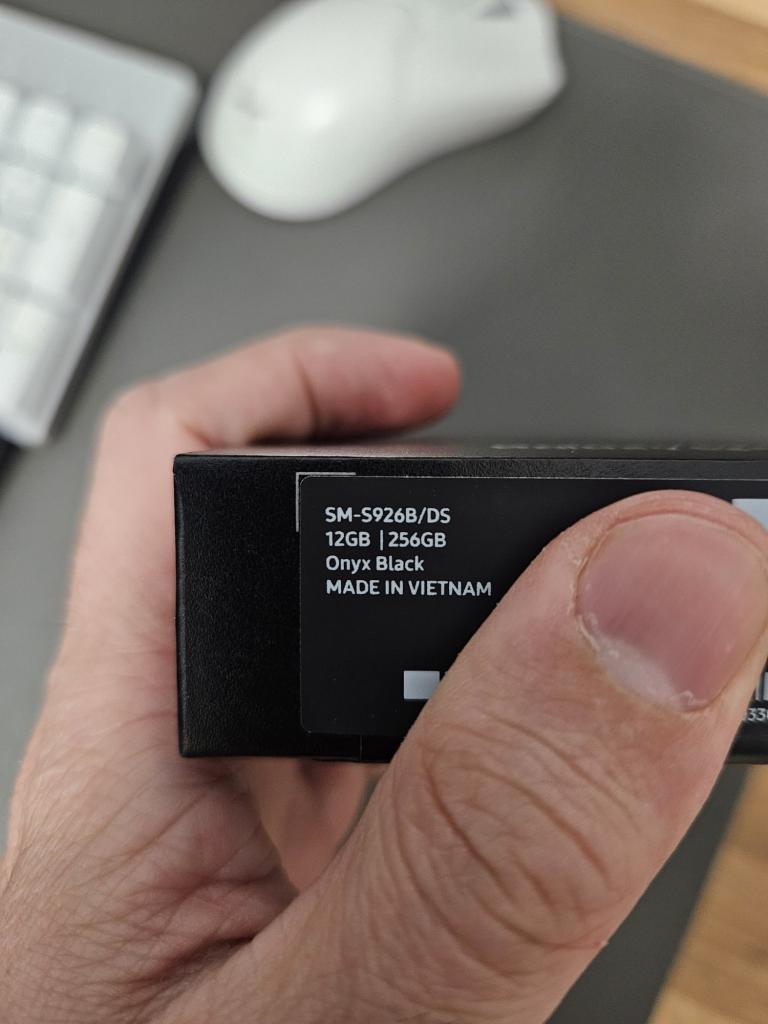 SM-S926B/DS
12GB | 256GB
Onyx Black
MADE IN VIETNAM